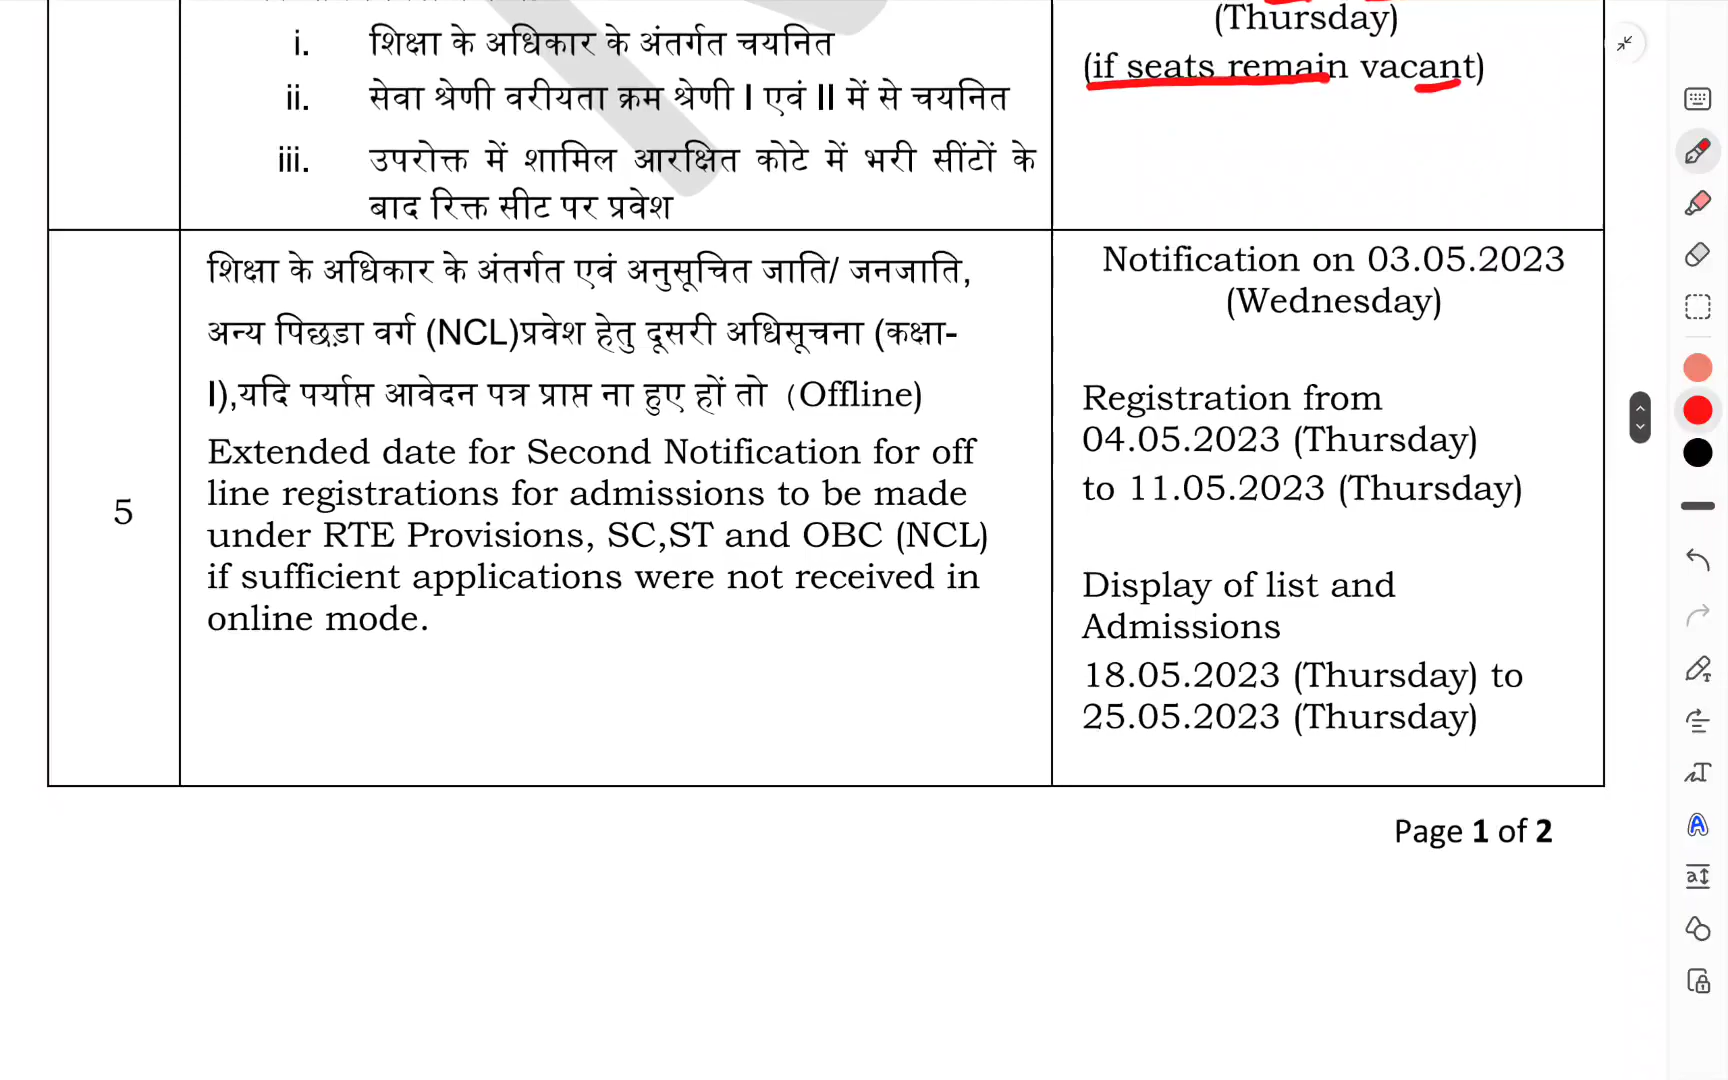 (Thursday)
i. शिक्षा के अधिकार के अंतर्गत चयनित
(if seats remain vacant)
ii. सेवा श्रेणी वरीयता क्रम श्रेणी I एवं II में से चयनित
iii. उपरोक्त में शामिल आरक्षित कोटे में भरी सींटों के
बाद रिक्त सीट पर प्रवेश
5
शिक्षा के अधिकार के अंतर्गत एवं अनुसूचित जाति/ जनजाति,
अन्य पिछड़ा वर्ग (NCL)प्रवेश हेतु दूसरी अधिसूचना (कक्षा-
I),यदि पर्याप्त आवेदन पत्र प्राप्त ना हुए हों तो (Offline)
Extended date for Second Notification for off
line registrations for admissions to be made
under RTE Provisions, SC,ST and OBC (NCL)
if sufficient applications were not received in
online mode.
Notification on 03.05.2023
(Wednesday)
Registration from
04.05.2023 (Thursday)
to 11.05.2023 (Thursday)
Display of list and
Admissions
18.05.2023 (Thursday) to
25.05.2023 (Thursday)
Page 1 of 2